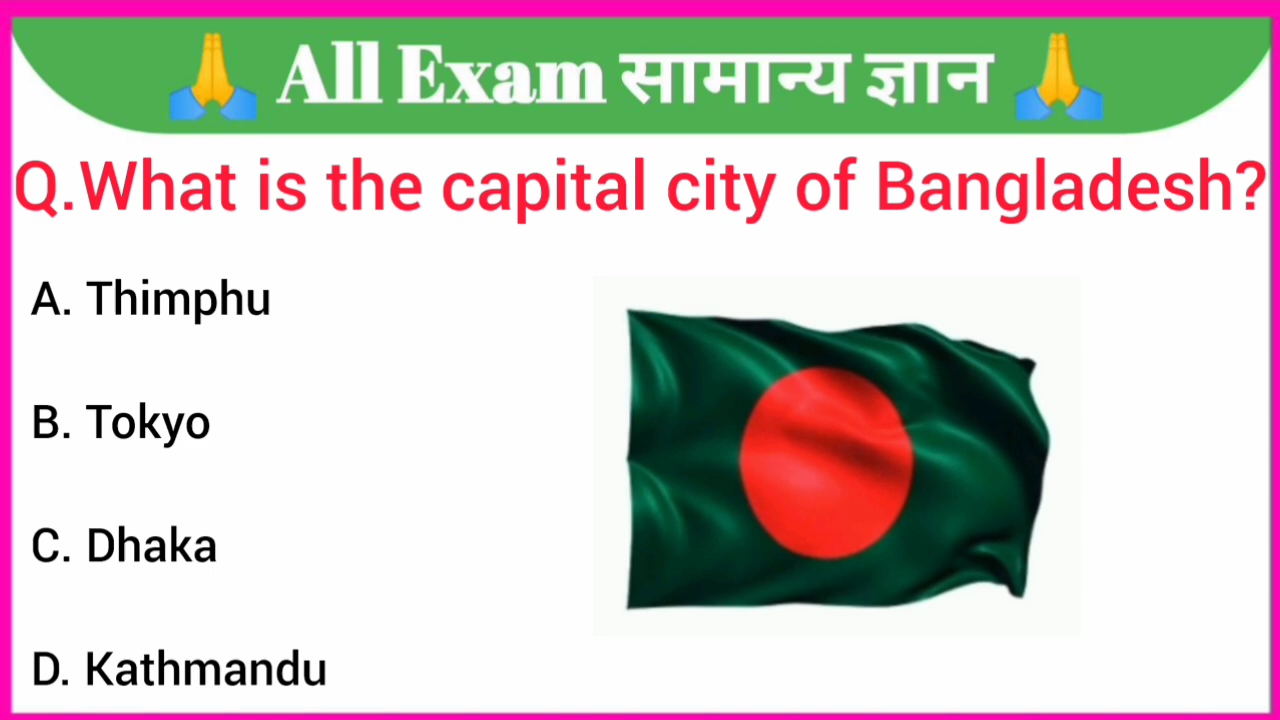 🙏 All Exam सामान्य ज्ञान 🙏
Q.What is the capital city of Bangladesh?
A. Thimphu
B. Tokyo
C. Dhaka
D. Kathmandu